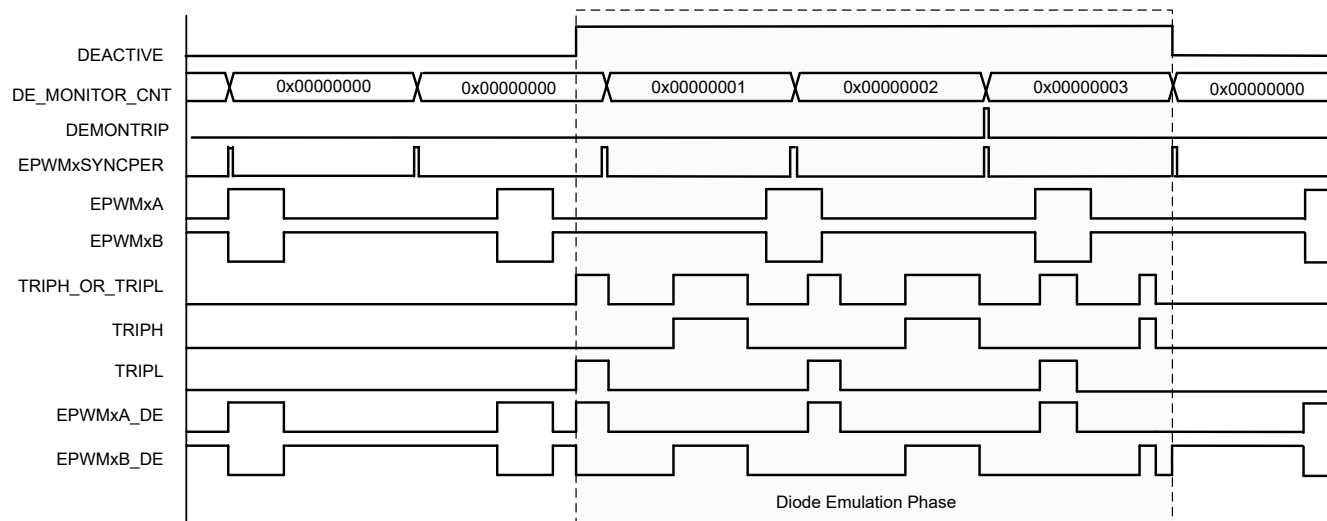 DEACTIVE
DE_MONITOR_CNT
0x00000000
0x00000000
0x00000001
0x00000002
0x00000003
0x00000000
DEMONTRIP
EPWMxSYNCPER
EPWMxA
EPWMxB
TRIPH_OR_TRIPL
TRIPH
TRIPL
EPWMxA_DE
EPWMxB_DE
Diode Emulation Phase